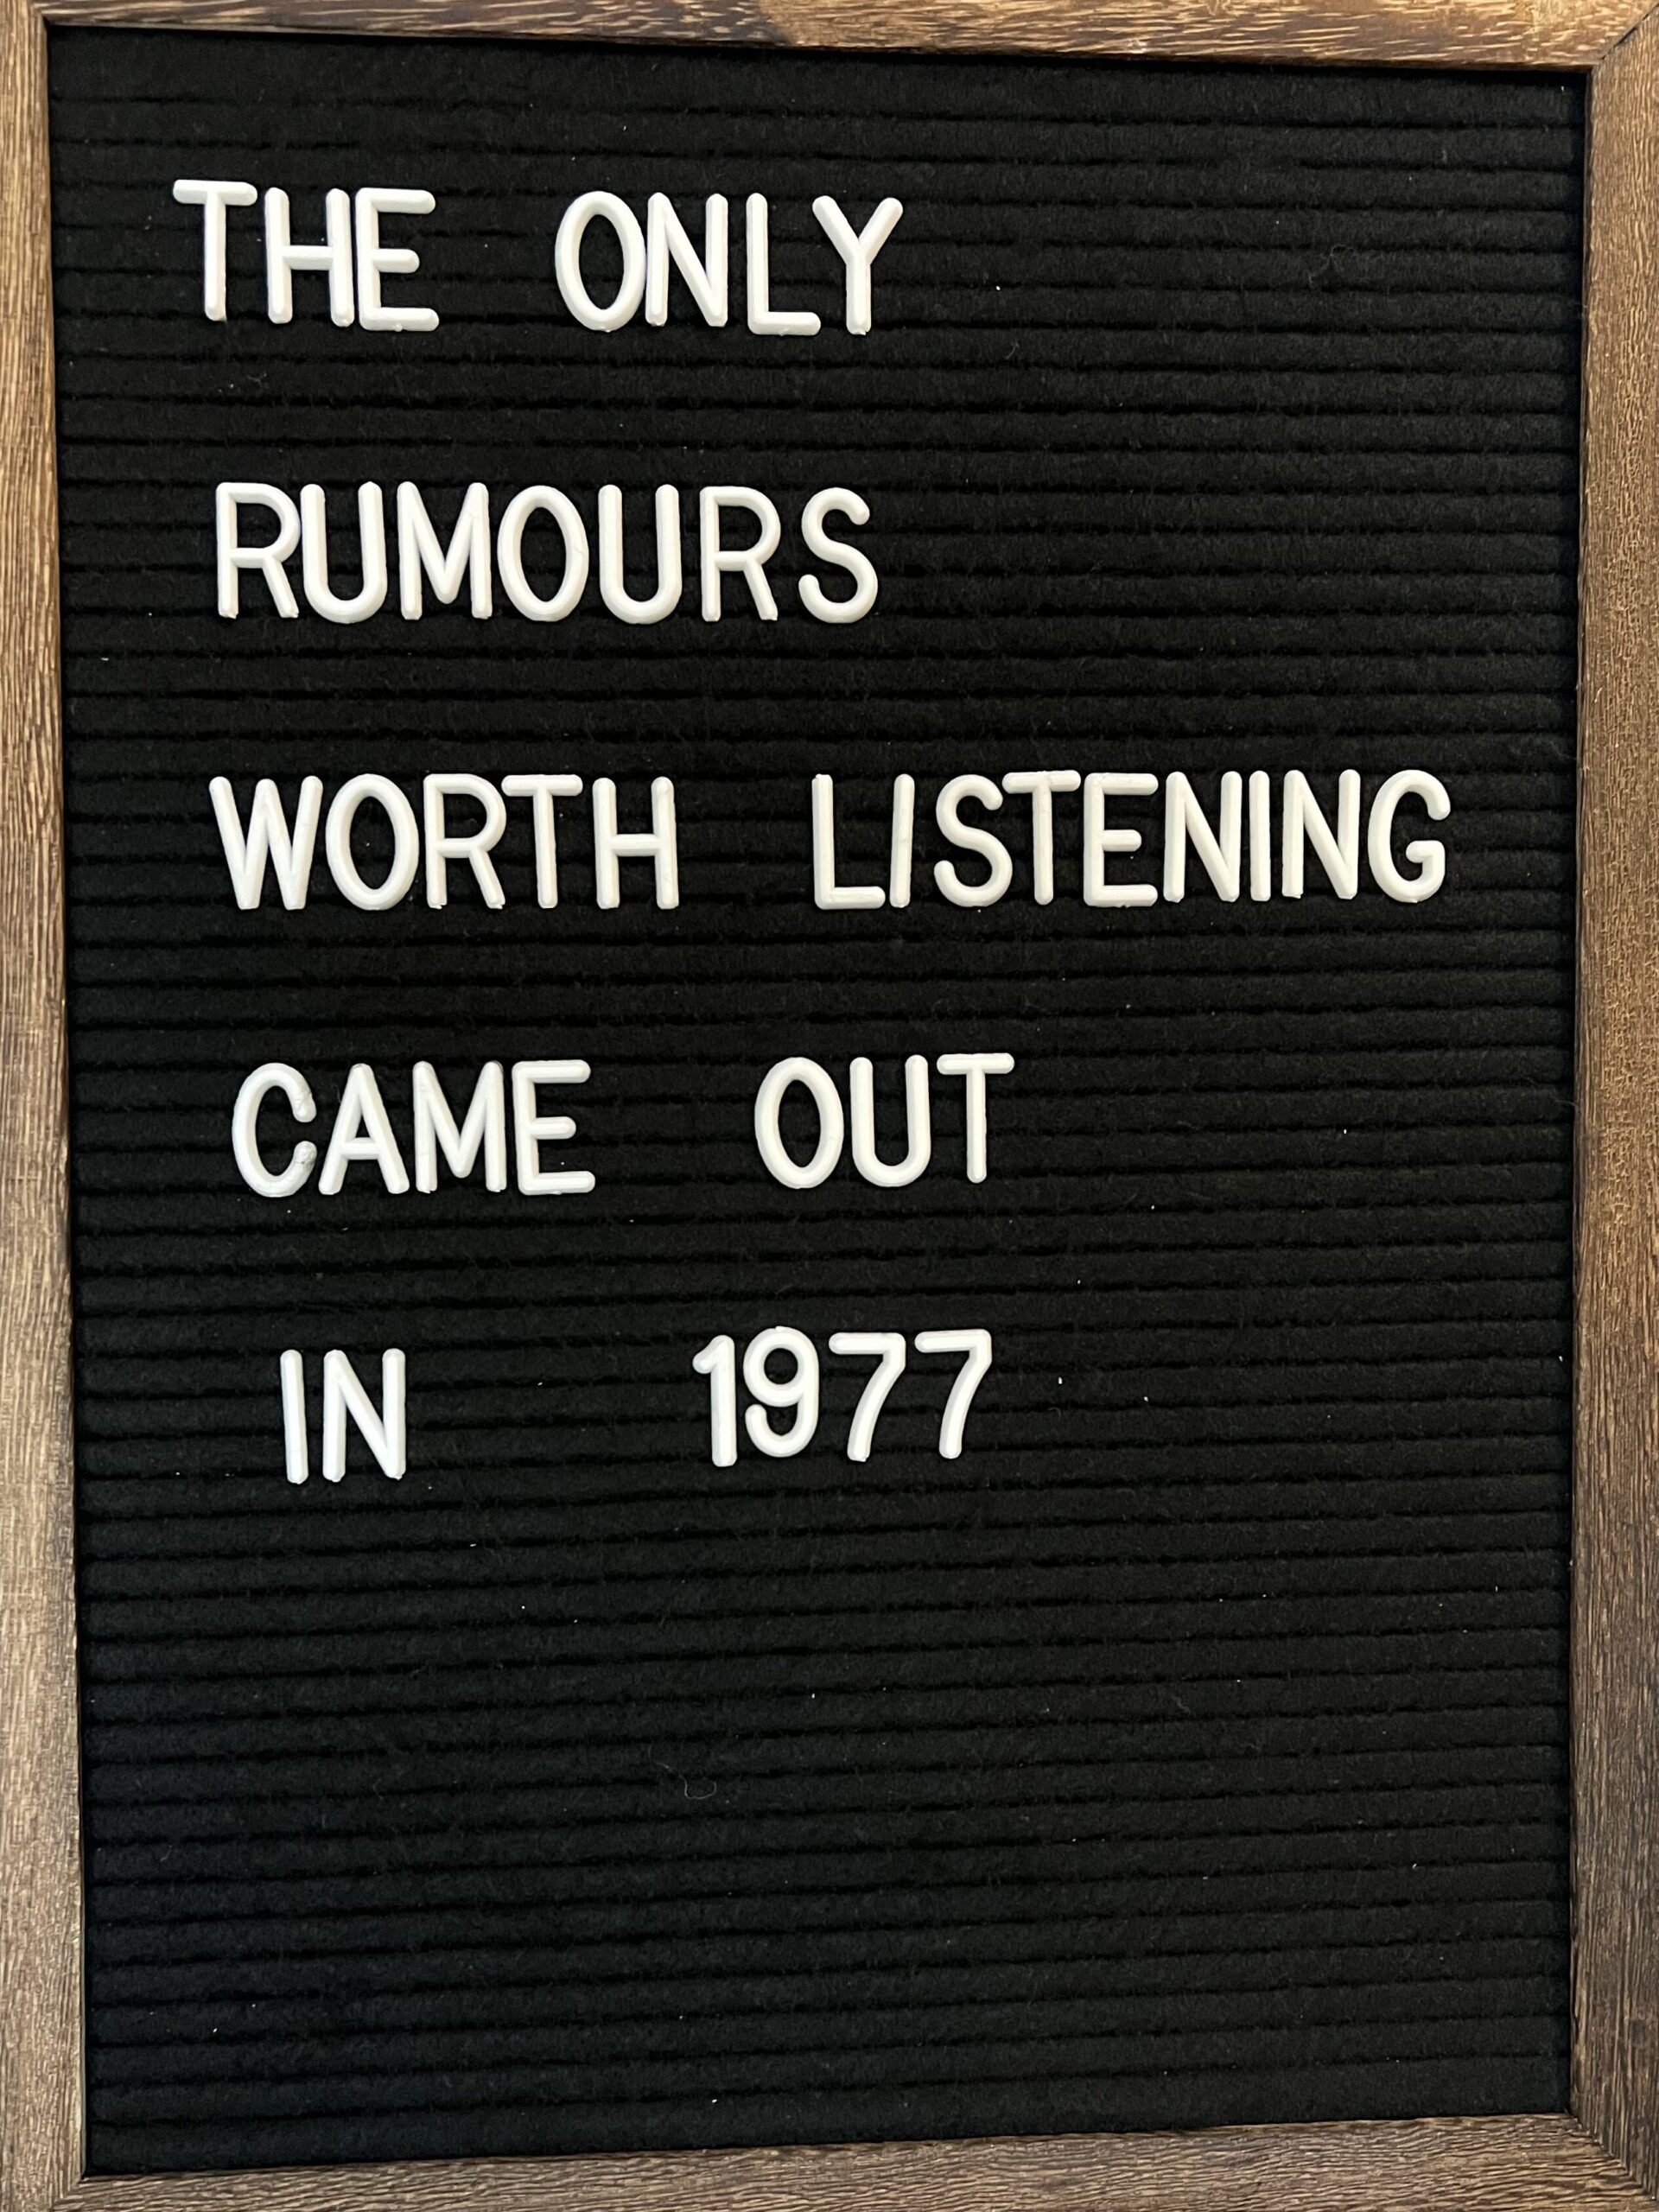 THE ONLY
RUMOURS
WORTH LISTENING
CAME OUT
IN 1977